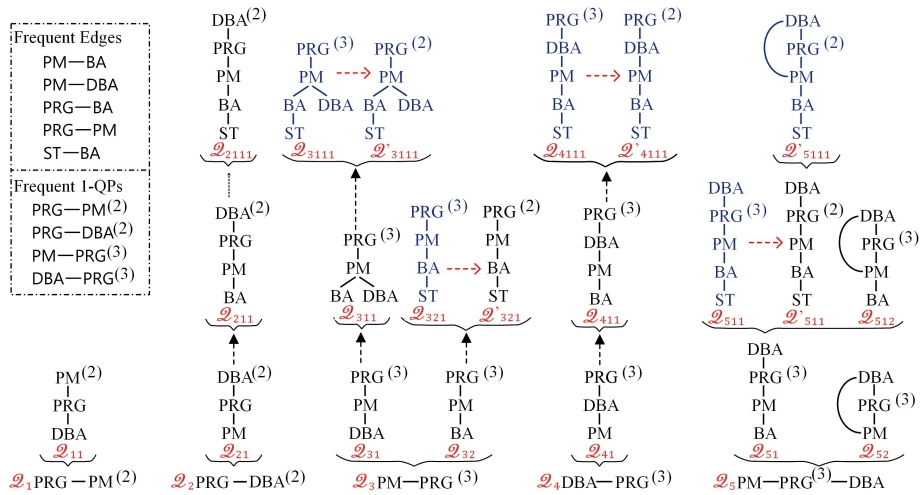 Frequent Edges
PM—BA
PM—DBA
PRG—BA
PRG—PM
ST—BA
Frequent 1-QPs
PRG—PM(2)
PRG—DBA(2)
PM—PRG(3)
DBA—PRG(3)
DBA(2)
PRG
PM
BA
ST
𝒬2111
PRG(3)
PM
BA DBA
ST
𝒬3111
PRG(2)
PM
BA DBA
ST
𝒬'3111
PRG(3)
DBA
PM
BA
ST
𝒬4111
PRG(2)
DBA
PM
BA
ST
𝒬'4111
DBA
PRG(2)
PM
BA
ST
𝒬'5111
DBA(2)
PRG
PM
BA
𝒬211
PRG(3)
PM
BA DBA
𝒬311
PRG(3)
PM
BA
ST
𝒬321
PRG(2)
PM
BA
ST
𝒬'321
PRG(3)
DBA
PM
BA
𝒬411
DBA
PRG(3)
PM
BA
ST
𝒬511
DBA
PRG(2)
PM
BA
ST
𝒬'511
DBA
PRG(3)
PM
BA
𝒬512
PM(2)
PRG
DBA
𝒬11
DBA(2)
PRG
PM
𝒬21
PRG(3)
PM
DBA
𝒬31
PRG(3)
PM
BA
𝒬32
PRG(3)
DBA
PM
𝒬41
DBA
PRG(3)
PM
BA
𝒬51
DBA
PRG(3)
PM
𝒬52
𝒬1PRG—PM(2)
𝒬2PRG—DBA(2)
𝒬3PM—PRG(3)
𝒬4DBA—PRG(3)
𝒬5PM—PRG(3)—DBA